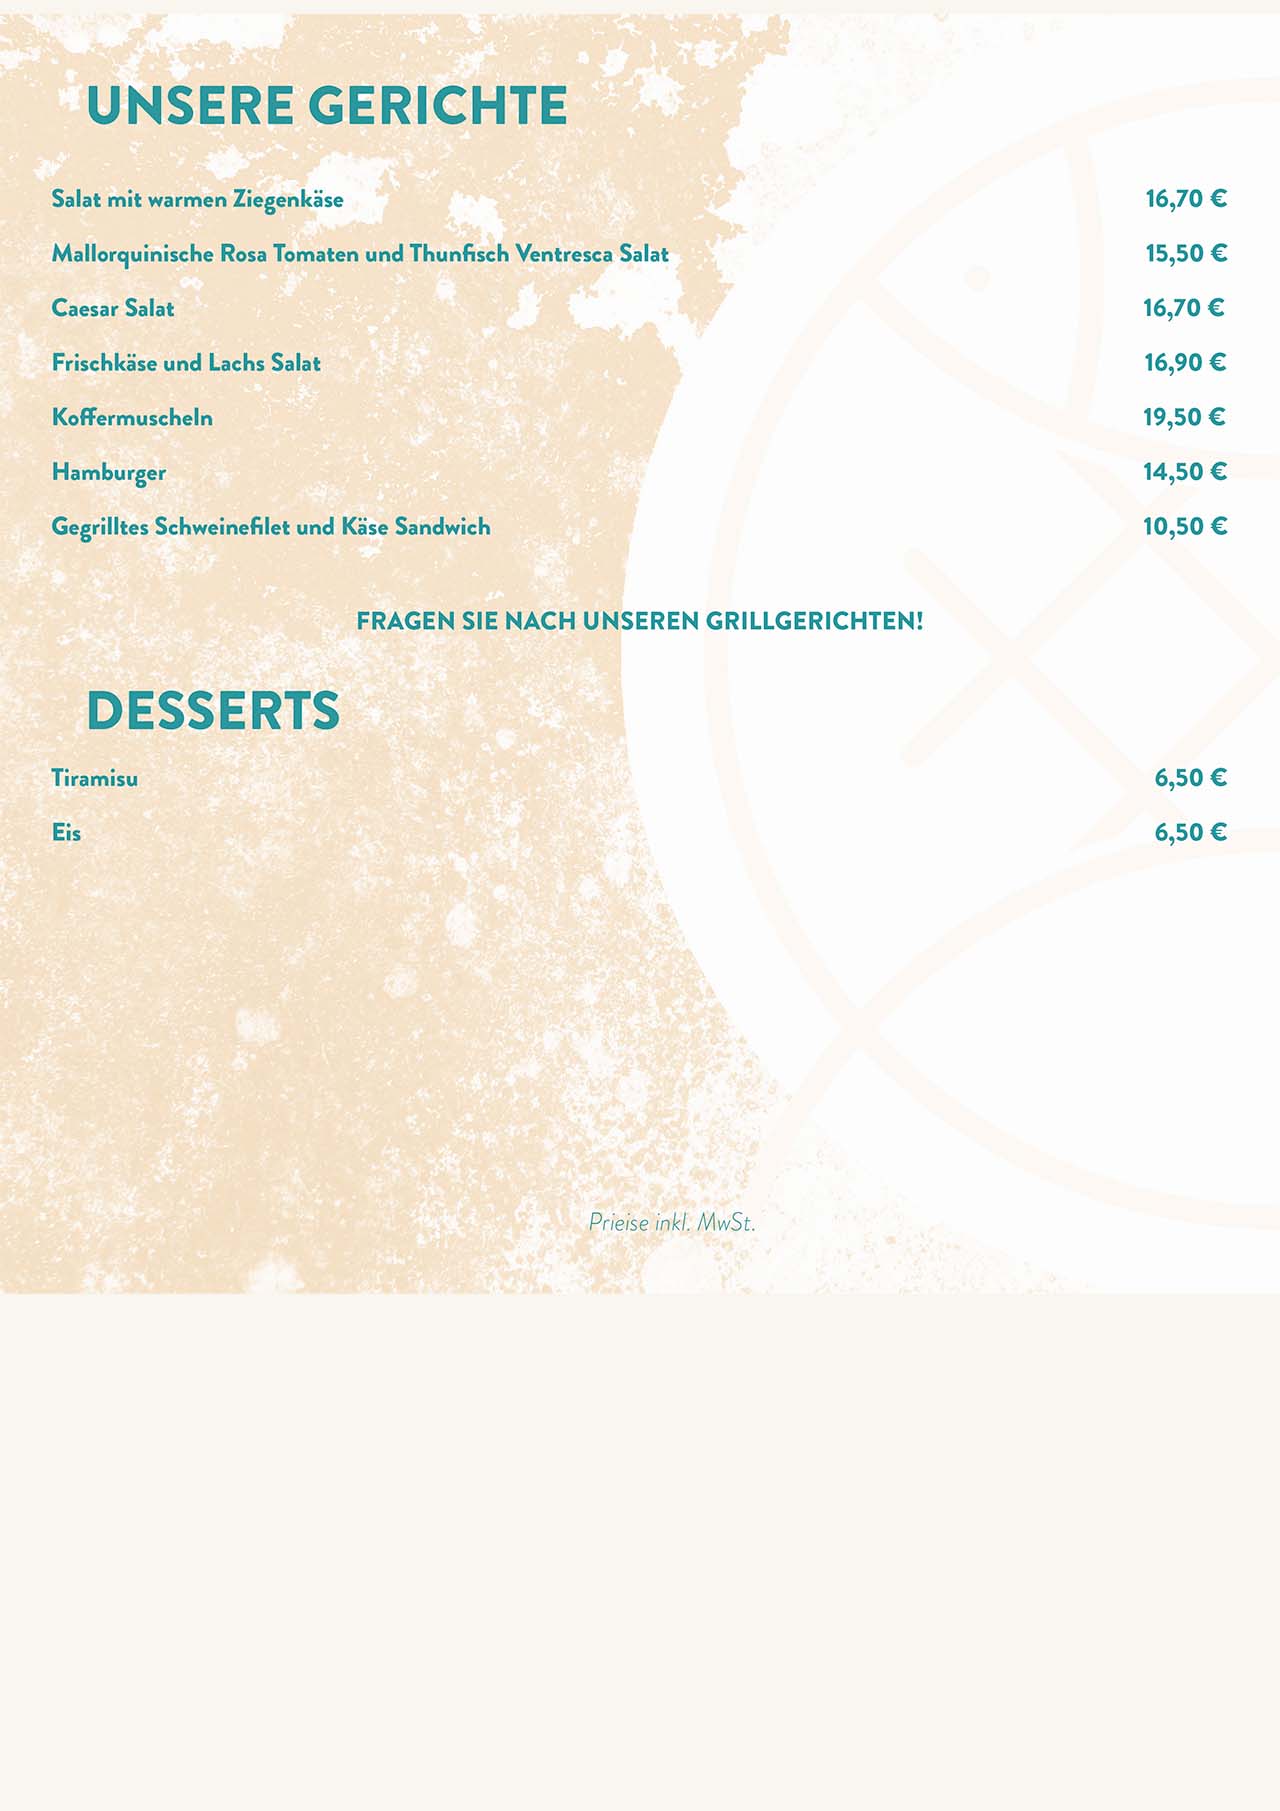 UNSERE GERICHTE
Salat mit warmen Ziegenkäse 16,70 €
Mallorquinische Rosa Tomaten und Thunfisch Ventresca Salat 15,50 €
Caesar Salat 16,70 €
Frischkäse und Lachs Salat 16,90 €
Koffermuscheln 19,50 €
Hamburger 14,50 €
Gegrilltes Schweinefilet und Käse Sandwich 10,50 €
FRAGEN SIE NACH UNSEREN GRILLGERICHTEN!
DESSERTS
Tiramisu 6,50 €
Eis 6,50 €
Prieise inkl. MwSt.